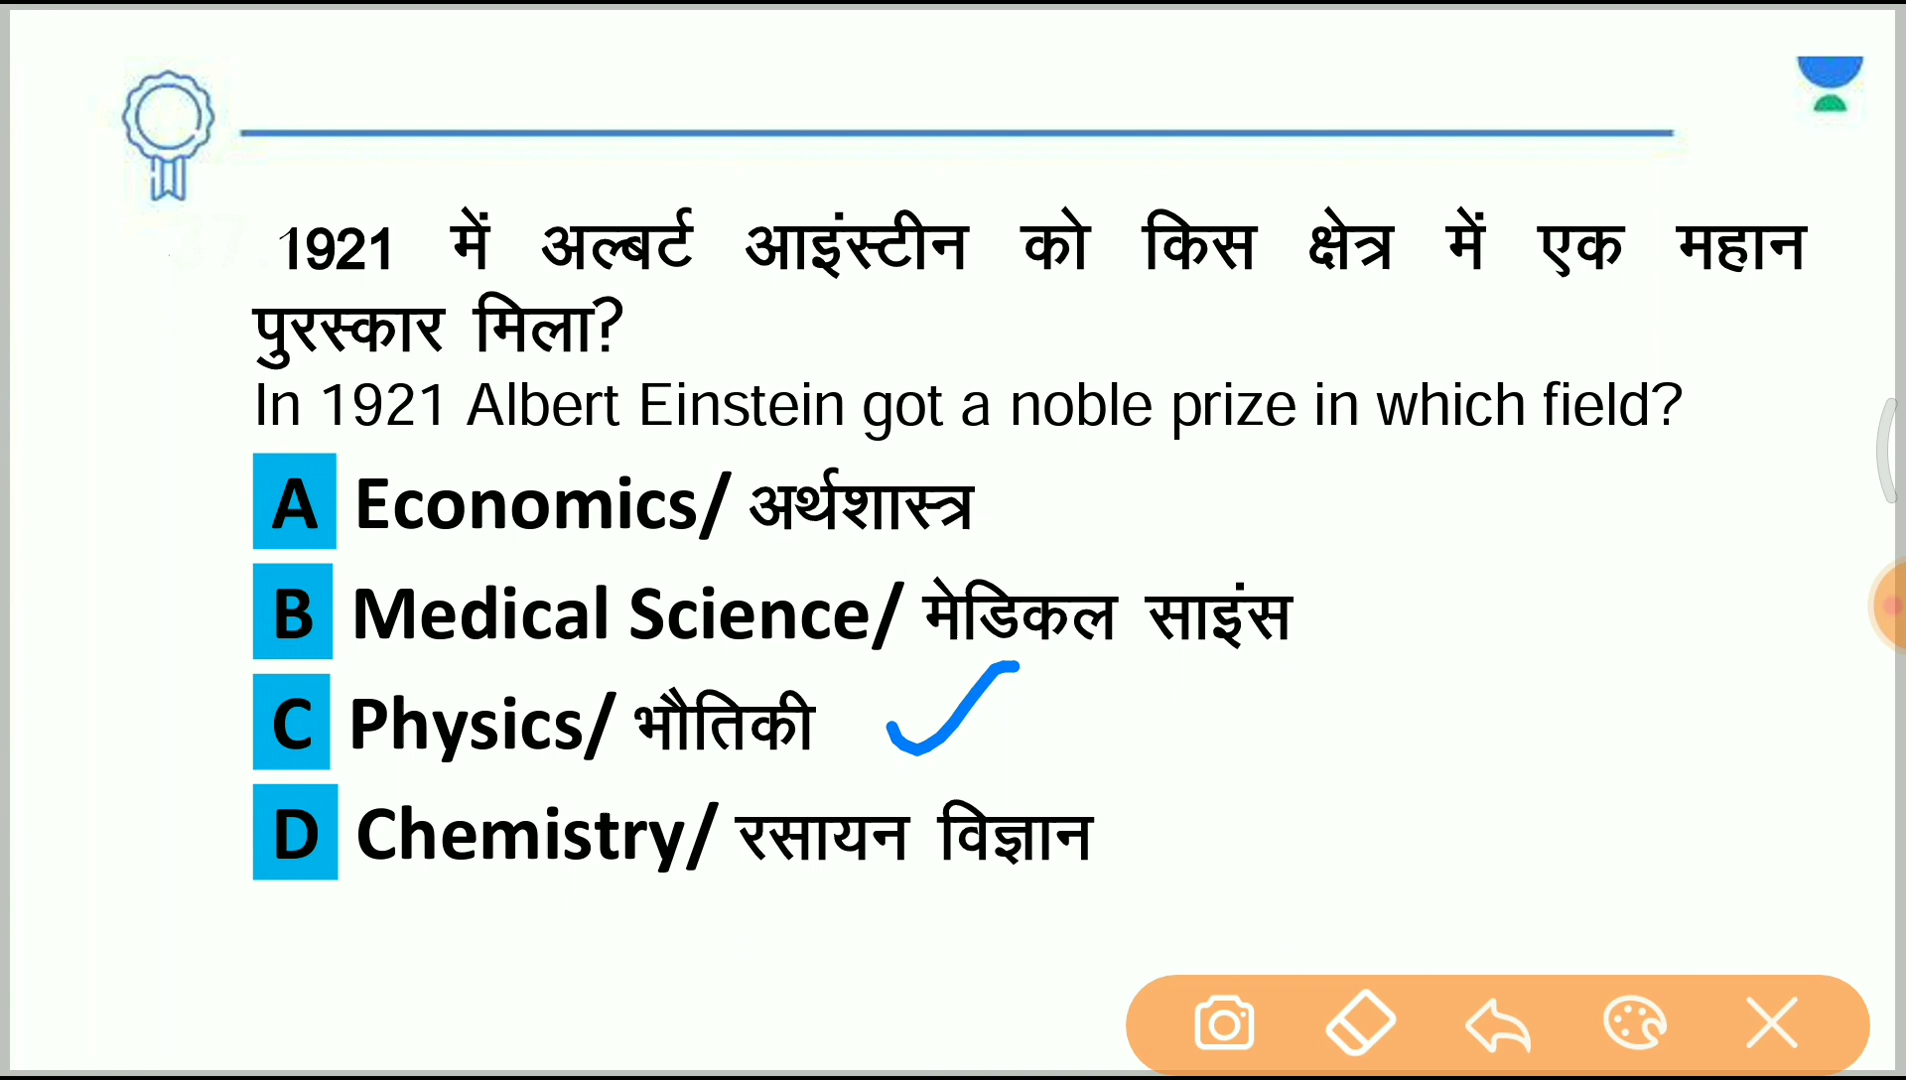 1921 में अल्बर्ट आइंस्टीन को किस क्षेत्र में एक महान
पुरस्कार मिला?
In 1921 Albert Einstein got a noble prize in which field?
A Economics/ अर्थशास्त्र
B Medical Science/ मेडिकल साइंस
C Physics/ भौतिकी
D Chemistry/ रसायन विज्ञान